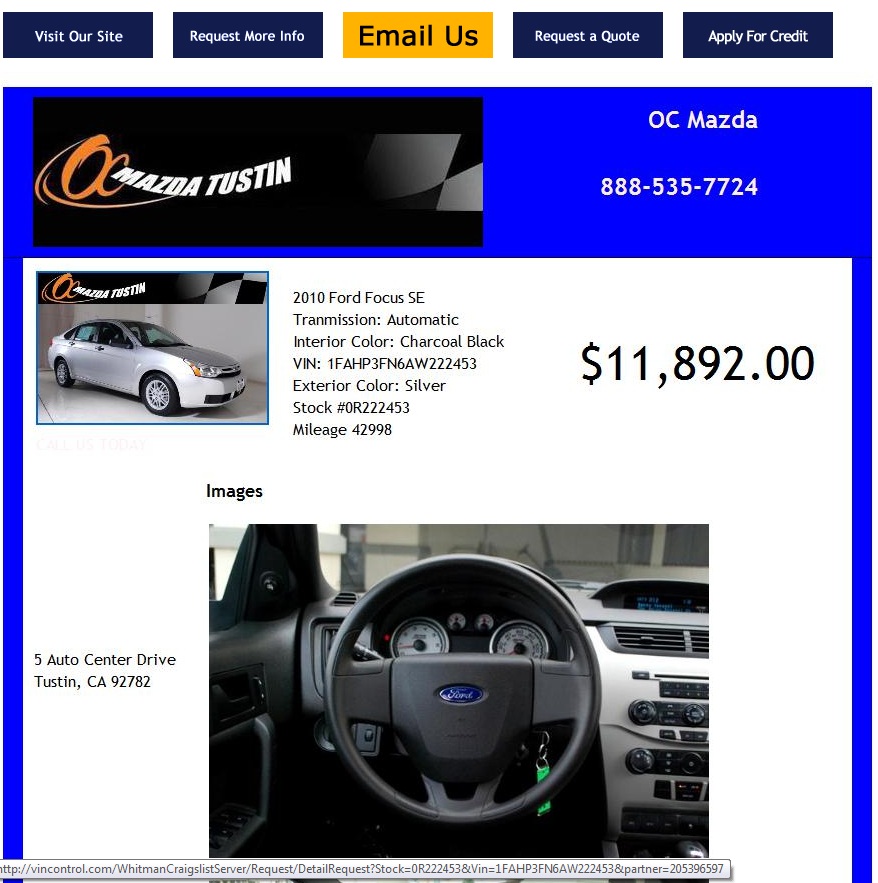 Visit Our Site
Request More Info
Email Us
Request a Quote
Apply For Credit
OC MAZDA TUSTIN
OC Mazda
888-535-7724
OC MAZDA TUSTIN
2010 Ford Focus SE
Tranmission: Automatic
Interior Color: Charcoal Black
VIN: 1FAHP3FN6AW222453
Exterior Color: Silver
Stock #0R222453
Mileage 42998
$11,892.00
CALL US TODAY
Images
Ford
5 Auto Center Drive
Tustin, CA 92782
http://vincontrol.com/WhitmanCraigslistServer/Request/DetailRequest?Stock=0R222453&Vin=1FAHP3FN6AW222453&partner=205396597